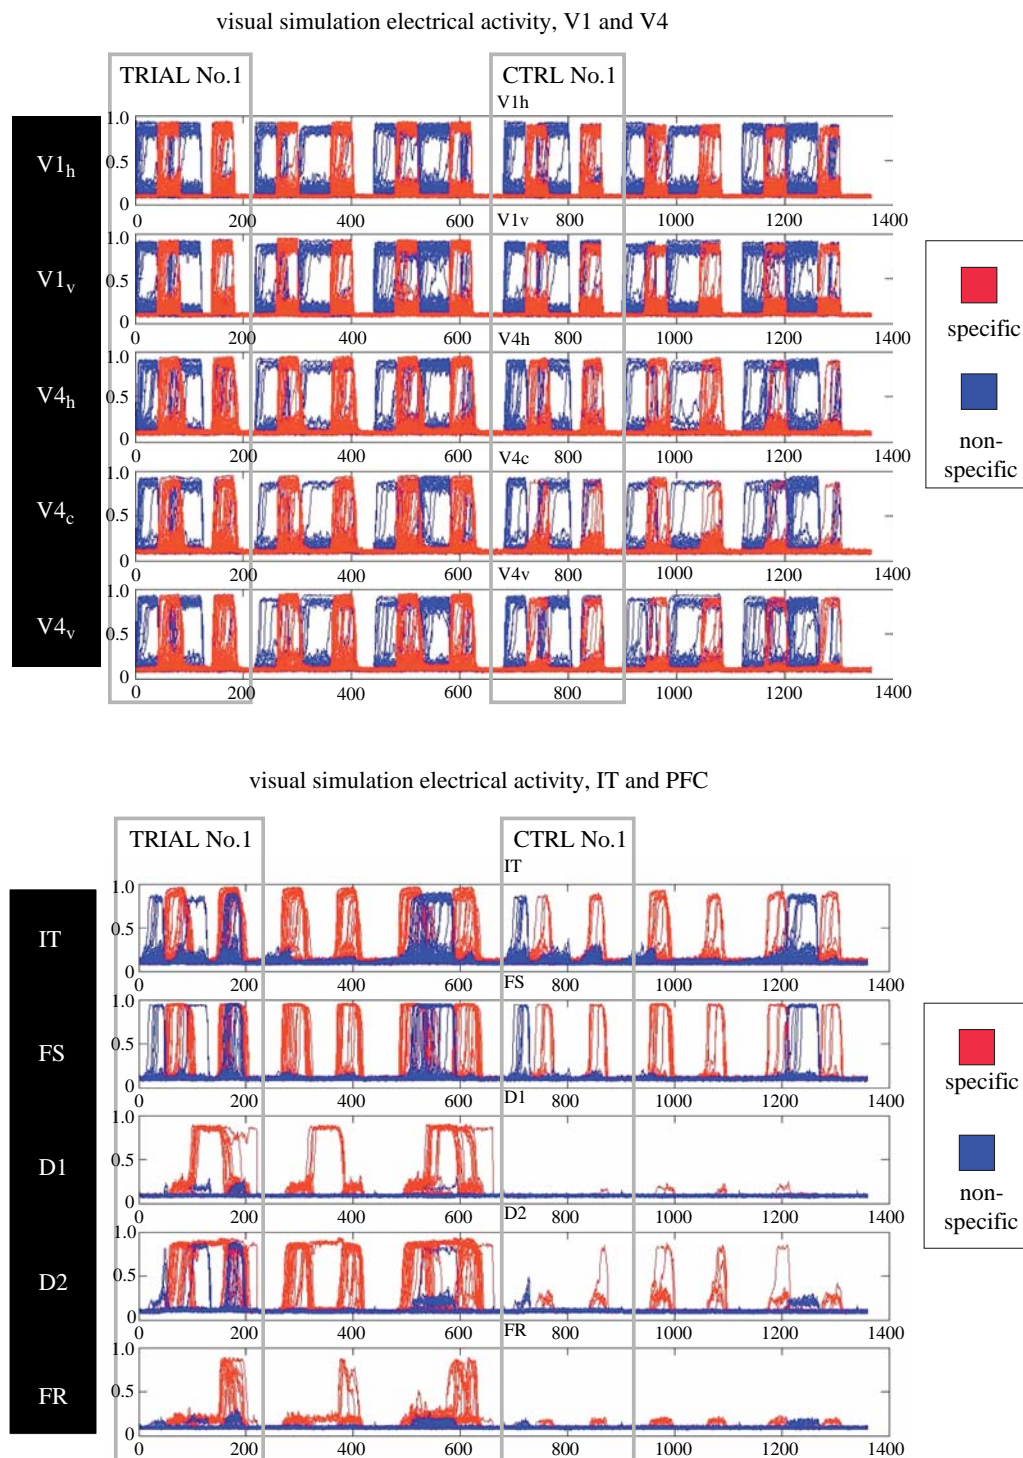 visual simulation electrical activity, V1 and V4
TRIAL No.1
CTRL No.1
V1h
V1h
1.0
0.5
0
0 200 400 600 800 1000 1200 1400
V1v
V1v
1.0
0.5
0
0 200 400 600 800 1000 1200 1400
V4h
V4h
1.0
0.5
0
0 200 400 600 800 1000 1200 1400
V4c
V4c
1.0
0.5
0
0 200 400 600 800 1000 1200 1400
V4v
V4v
1.0
0.5
0
0 200 400 600 800 1000 1200 1400
specific
non-
specific
visual simulation electrical activity, IT and PFC
TRIAL No.1
CTRL No.1
IT
IT
1.0
0.5
0
0 200 400 600 800 1000 1200 1400
FS
FS
1.0
0.5
0
0 200 400 600 800 1000 1200 1400
D1
D1
1.0
0.5
0
0 200 400 600 800 1000 1200 1400
D2
D2
1.0
0.5
0
0 200 400 600 800 1000 1200 1400
FR
FR
1.0
0.5
0
0 200 400 600 800 1000 1200 1400
specific
non-
specific